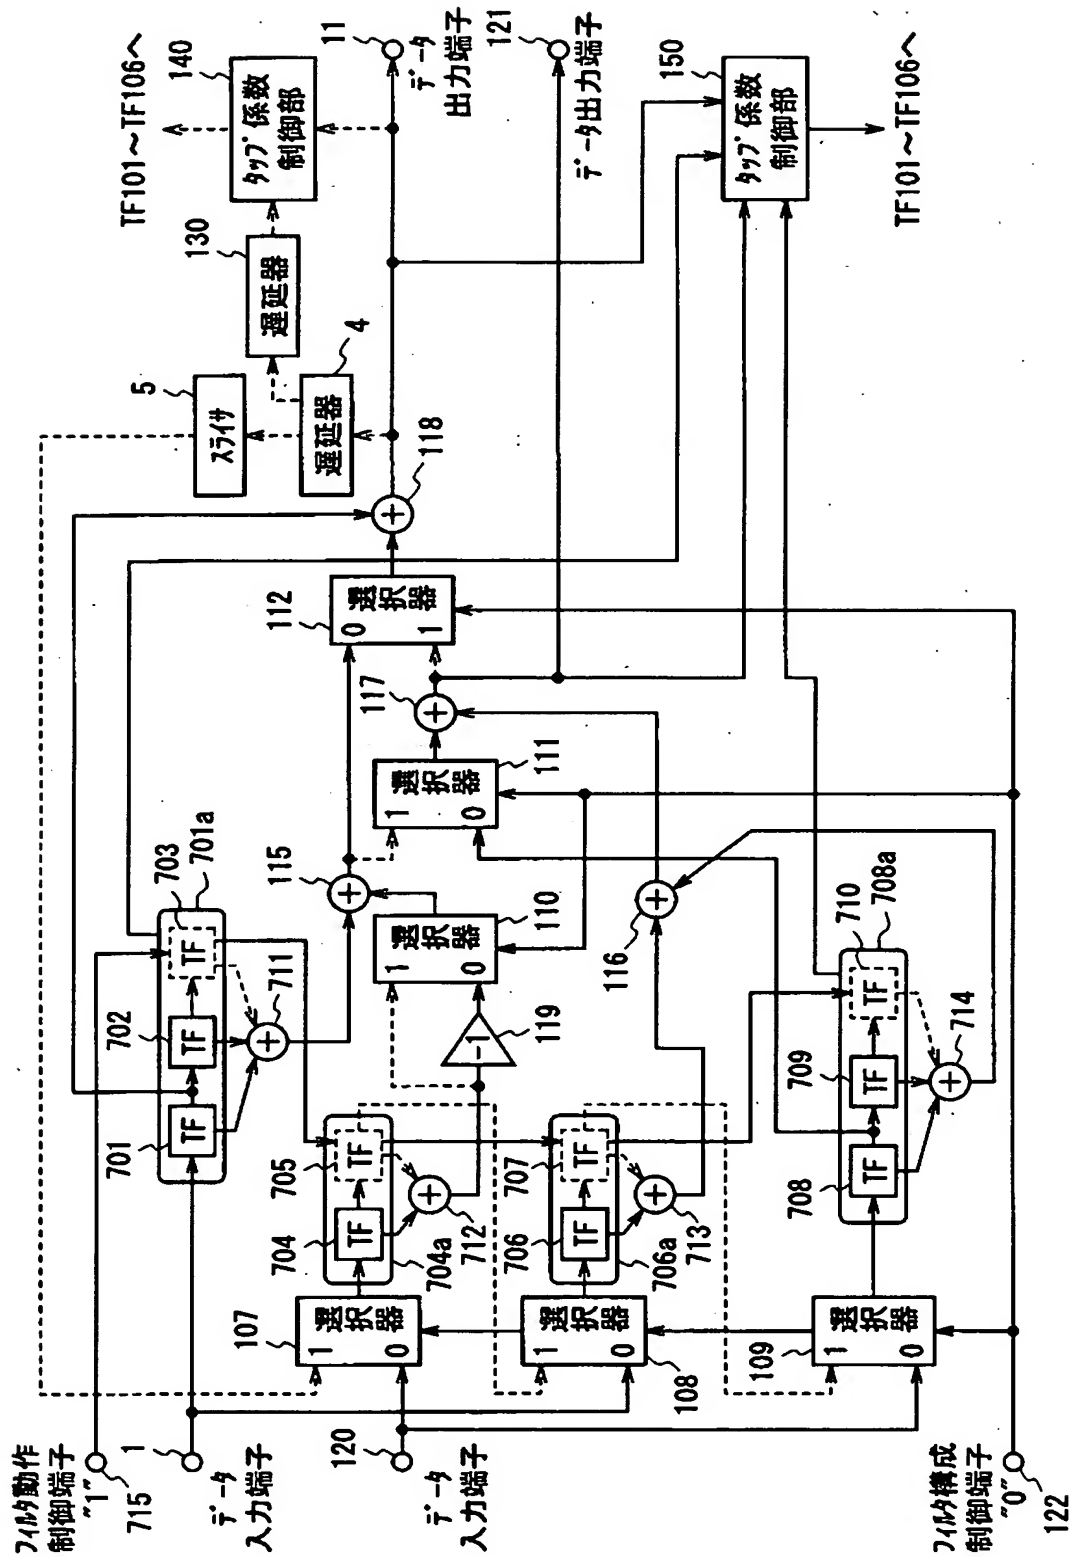 フィルタ動作
制御端子
"1"
715
1
データ
入力端子
120
データ
入力端子
フィルタ構成
制御端子
"0"
122
107
選択器
1
0
108
選択器
1
0
109
選択器
1
0
701
TF
702
TF
703
TF
701a
711
704
TF
705
TF
704a
712
706
TF
707
TF
706a
713
708
TF
709
TF
710
TF
708a
714
-1
119
110
選択器
1
0
115
116
111
選択器
1
0
117
112
選択器
0
1
118
5
スライサ
4
遅延器
130
遅延器
140
タップ係数
制御部
TF101～TF106へ
11
データ
出力端子
121
データ出力端子
150
タップ係数
制御部
TF101～TF106へ